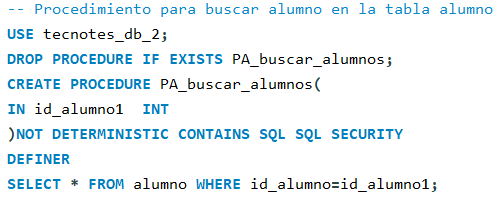 -- Procedimiento para buscar alumno en la tabla alumno
USE tecnotes_db_2;
DROP PROCEDURE IF EXISTS PA_buscar_alumnos;
CREATE PROCEDURE PA_buscar_alumnos(
IN id_alumno1  INT
)NOT DETERMINISTIC CONTAINS SQL SQL SECURITY
DEFINER
SELECT * FROM alumno WHERE id_alumno=id_alumno1;